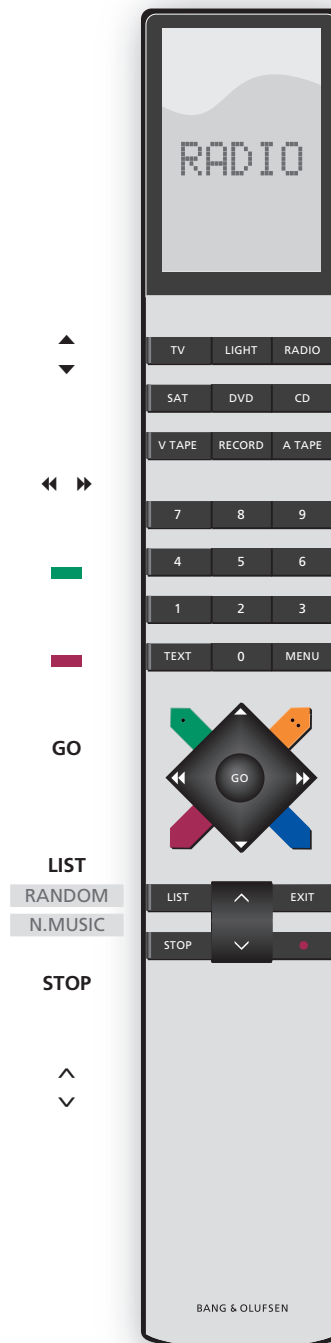 RADIO
TV LIGHT RADIO
SAT DVD CD
V TAPE RECORD A TAPE
7 8 9
4 5 6
1 2 3
TEXT 0 MENU
GO
GO
LIST
RANDOM
N.MUSIC
LIST EXIT
STOP
STOP
BANG & OLUFSEN